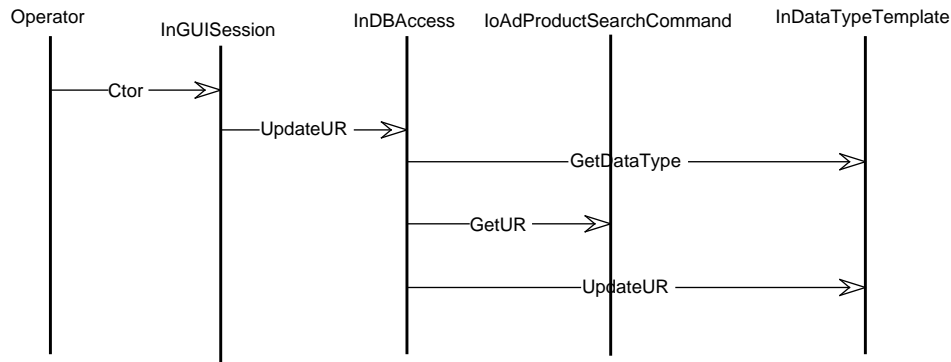 Operator
InGUISession
InDBAccess
IoAdProductSearchCommand
InDataTypeTemplate
Ctor
UpdateUR
GetDataType
GetUR
UpdateUR